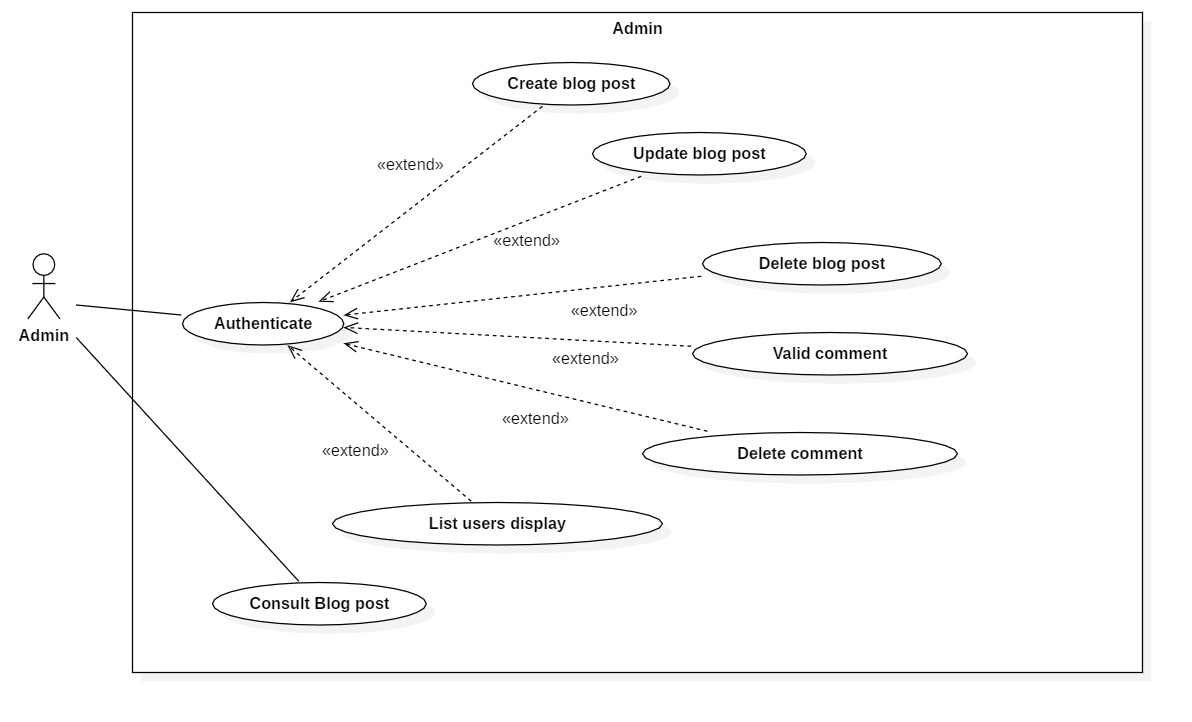 Admin
Create blog post
«extend»
Update blog post
«extend»
Delete blog post
«extend»
Authenticate
Admin
Valid comment
«extend»
«extend»
Delete comment
«extend»
List users display
Consult Blog post